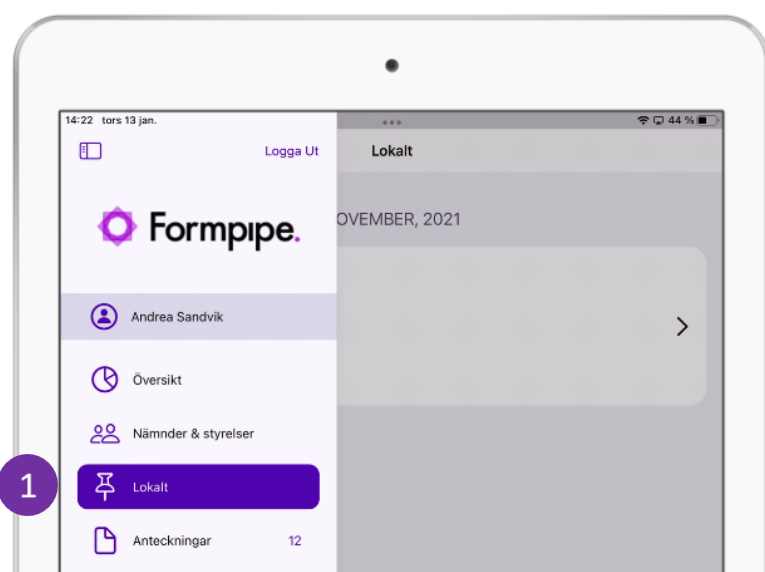 14:22 tors 13 jan.
44 %
Logga Ut
Lokalt
Formpipe.
OVEMBER, 2021
Andrea Sandvik
Översikt
Nämnder & styrelser
1
Lokalt
Anteckningar 12